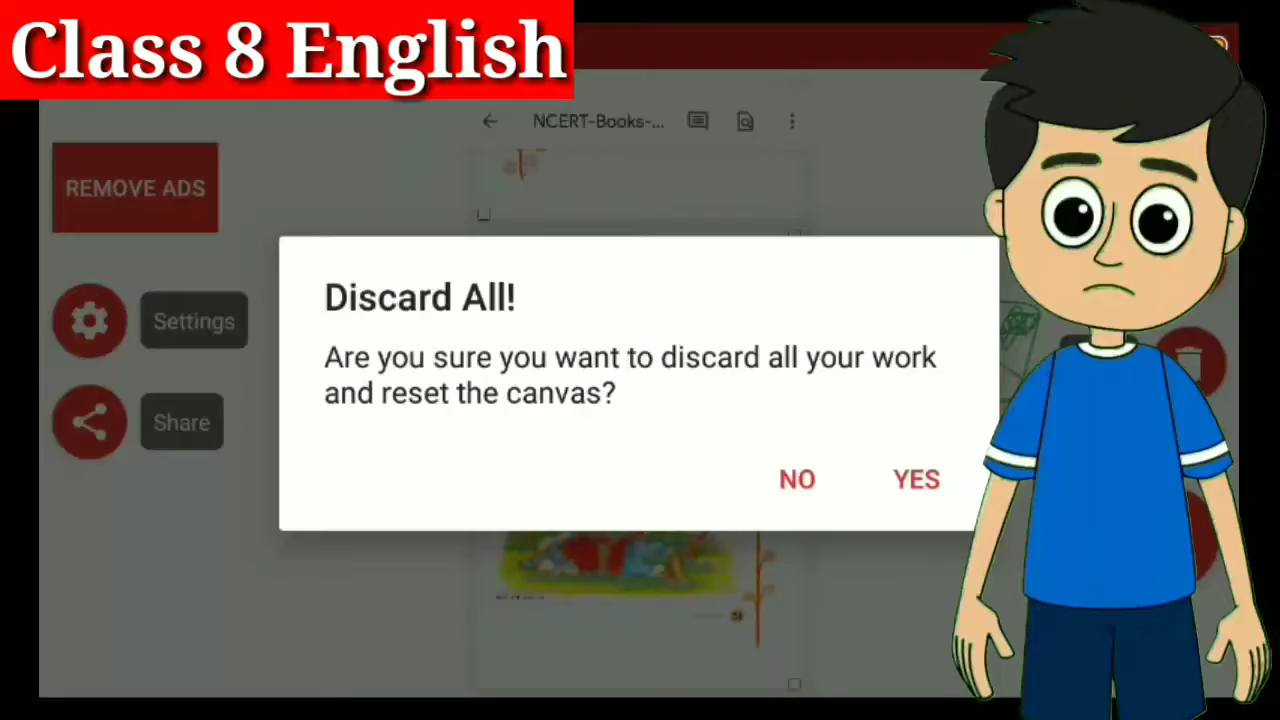 Class 8 English
NCERT-Books-...
REMOVE ADS
Settings
Share
Discard All!
Are you sure you want to discard all your work
and reset the canvas?
NO YES